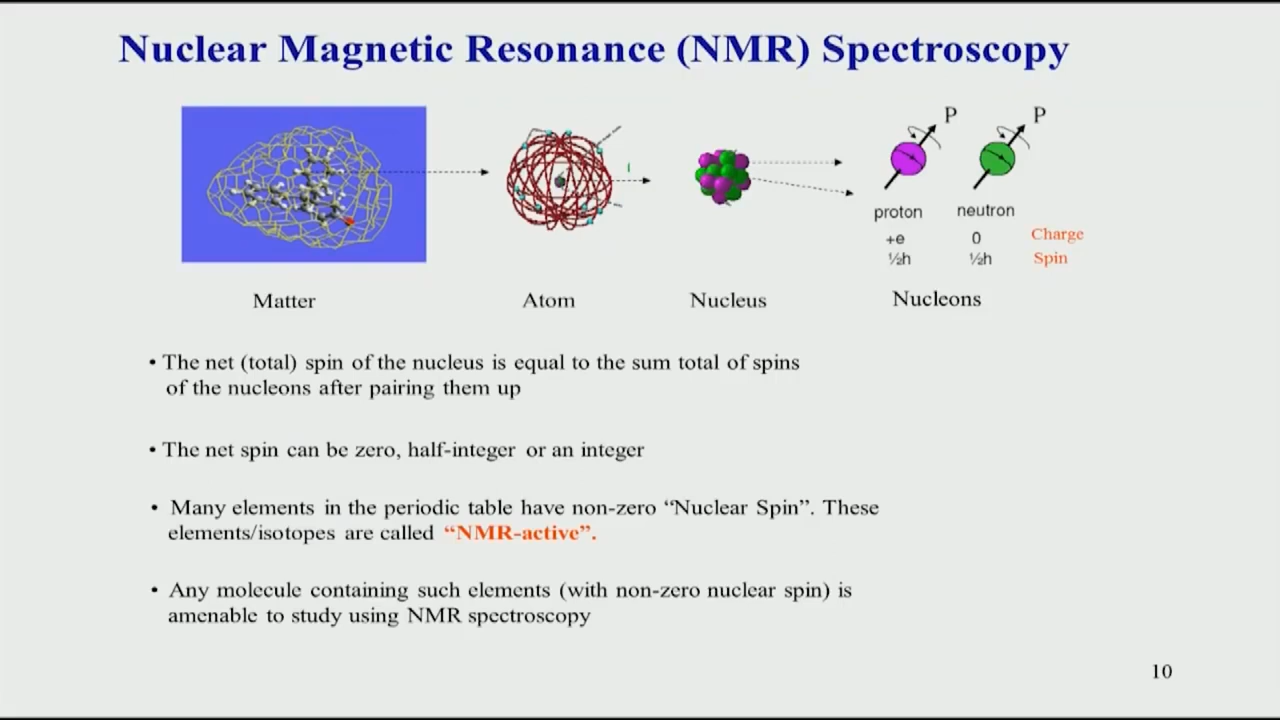 Nuclear Magnetic Resonance (NMR) Spectroscopy
P P
proton neutron
+e 0 Charge
½h ½h Spin
Matter Atom Nucleus Nucleons
• The net (total) spin of the nucleus is equal to the sum total of spins
of the nucleons after pairing them up
• The net spin can be zero, half-integer or an integer
• Many elements in the periodic table have non-zero “Nuclear Spin”. These
elements/isotopes are called “NMR-active”.
• Any molecule containing such elements (with non-zero nuclear spin) is
amenable to study using NMR spectroscopy
10